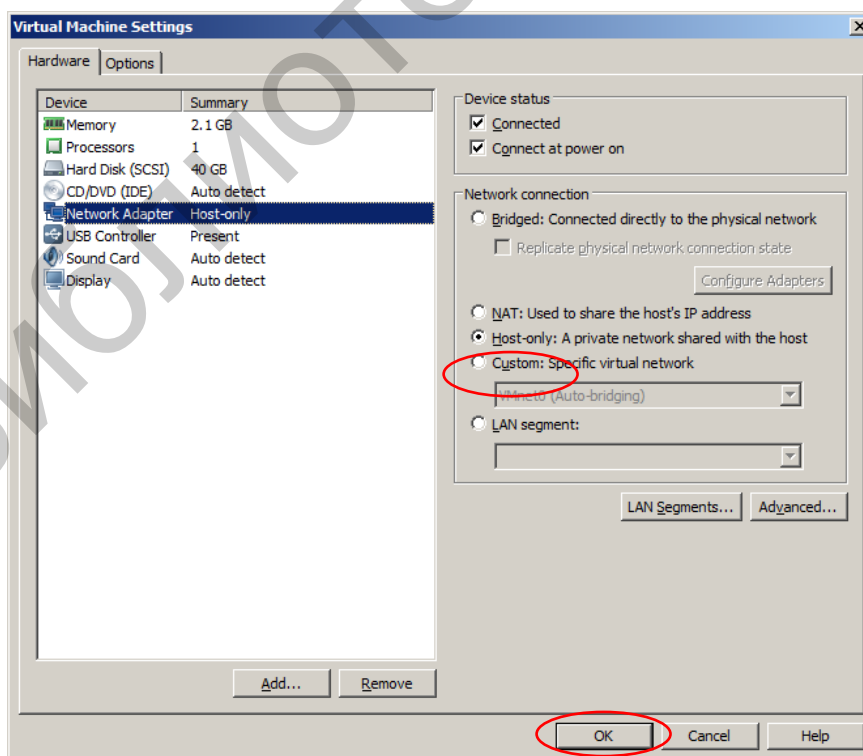 Virtual Machine Settings
Hardware Options
Device Summary
Memory 2.1 GB
Processors 1
Hard Disk (SCSI) 40 GB
CD/DVD (IDE) Auto detect
Network Adapter Host-only
USB Controller Present
Sound Card Auto detect
Display Auto detect
Add... Remove
Device status
Connected
Connect at power on
Network connection
Bridged: Connected directly to the physical network
Replicate physical network connection state
Configure Adapters
NAT: Used to share the host's IP address
Host-only: A private network shared with the host
Custom: Specific virtual network
VMnet0 (Auto-bridging)
LAN segment:
LAN Segments... Advanced...
OK Cancel Help